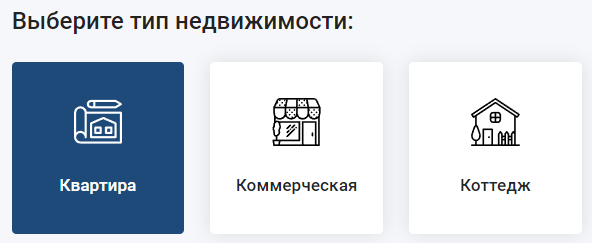 Выберите тип недвижимости:
Квартира
Коммерческая
Коттедж